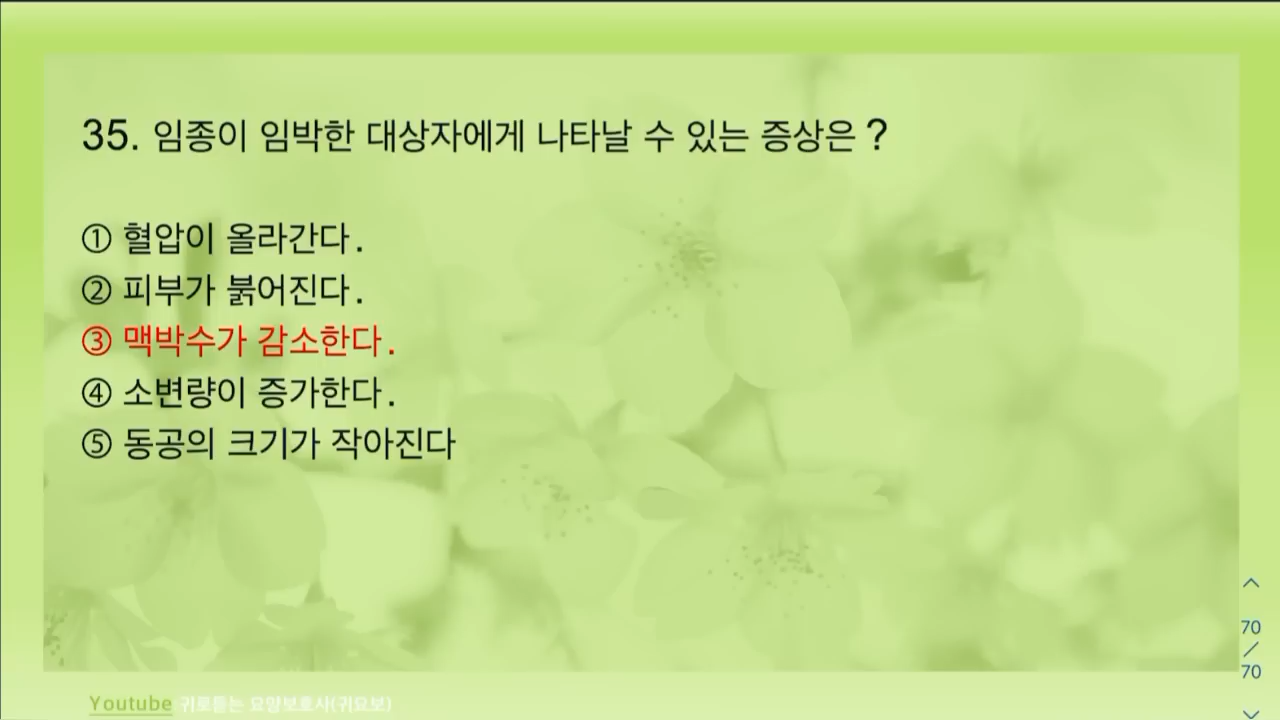 35. 임종이 임박한 대상자에게 나타날 수 있는 증상은 ?
① 혈압이 올라간다.
② 피부가 붉어진다.
③ 맥박수가 감소한다.
④ 소변량이 증가한다.
⑤ 동공의 크기가 작아진다
70
/
70
Youtube 귀로듣는 요양보호사(귀요보)